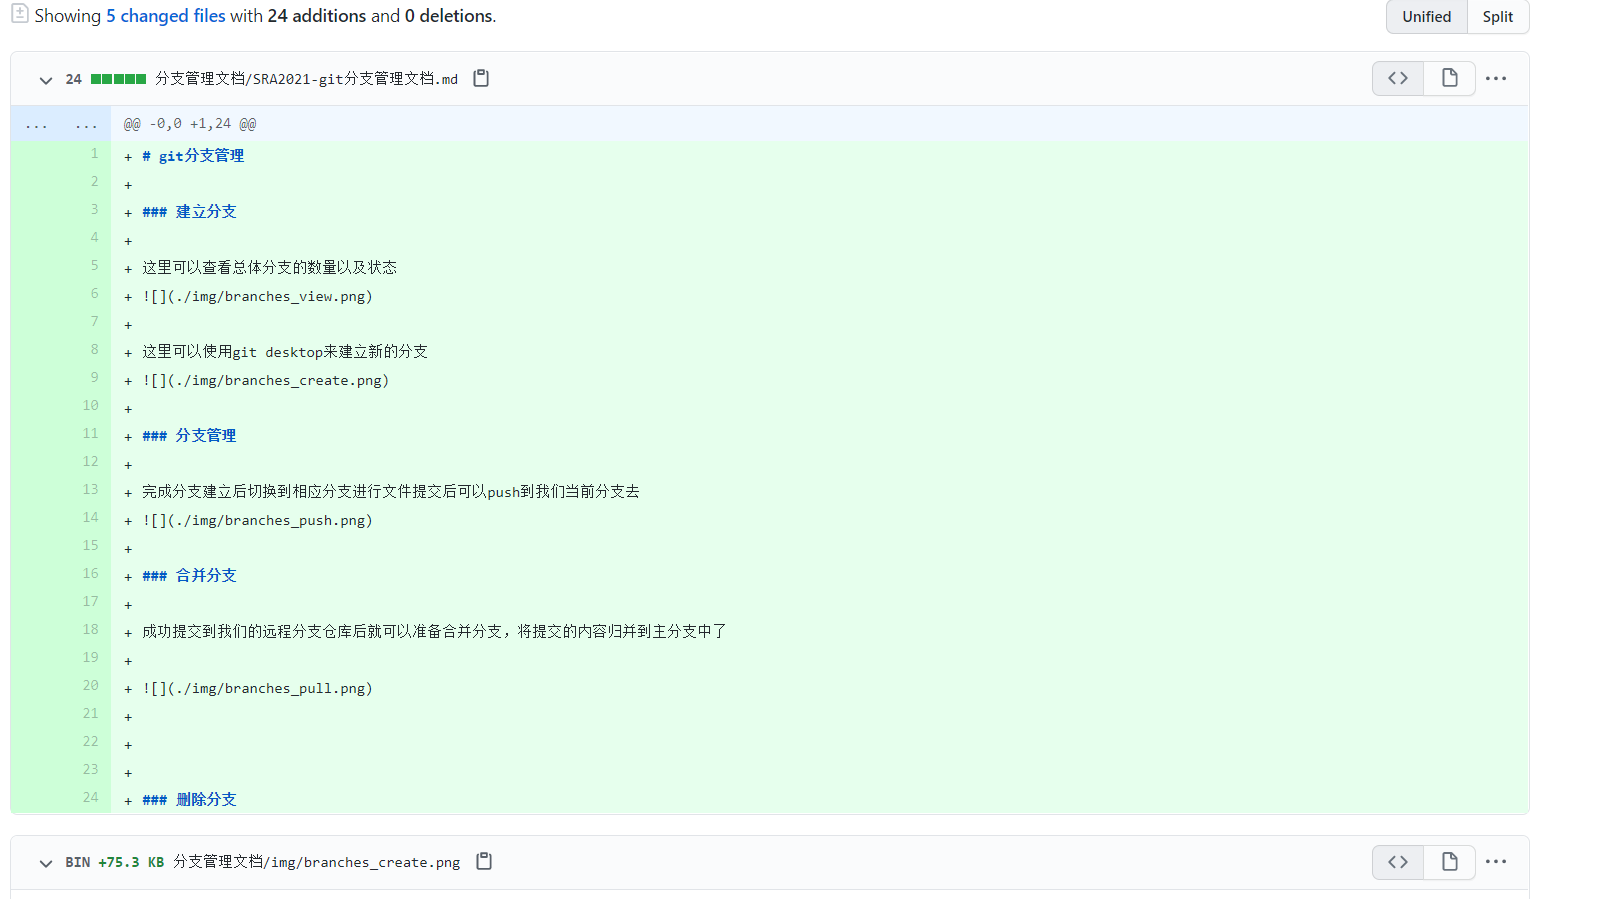 Showing 5 changed files with 24 additions and 0 deletions.
Unified Split
24 分支管理文档/SRA2021-git分支管理文档.md
... ... @@ -0,0 +1,24 @@
1 + # git分支管理
2 +
3 + ### 建立分支
4 +
5 + 这里可以查看总体分支的数量以及状态
6 + ![](./img/branches_view.png)
7 +
8 + 这里可以使用git desktop来建立新的分支
9 + ![](./img/branches_create.png)
10 +
11 + ### 分支管理
12 +
13 + 完成分支建立后切换到相应分支进行文件提交后可以push到我们当前分支去
14 + ![](./img/branches_push.png)
15 +
16 + ### 合并分支
17 +
18 + 成功提交到我们的远程分支仓库后就可以准备合并分支，将提交的内容归并到主分支中了
19 +
20 + ![](./img/branches_pull.png)
21 +
22 +
23 +
24 + ### 删除分支
BIN +75.3 KB 分支管理文档/img/branches_create.png